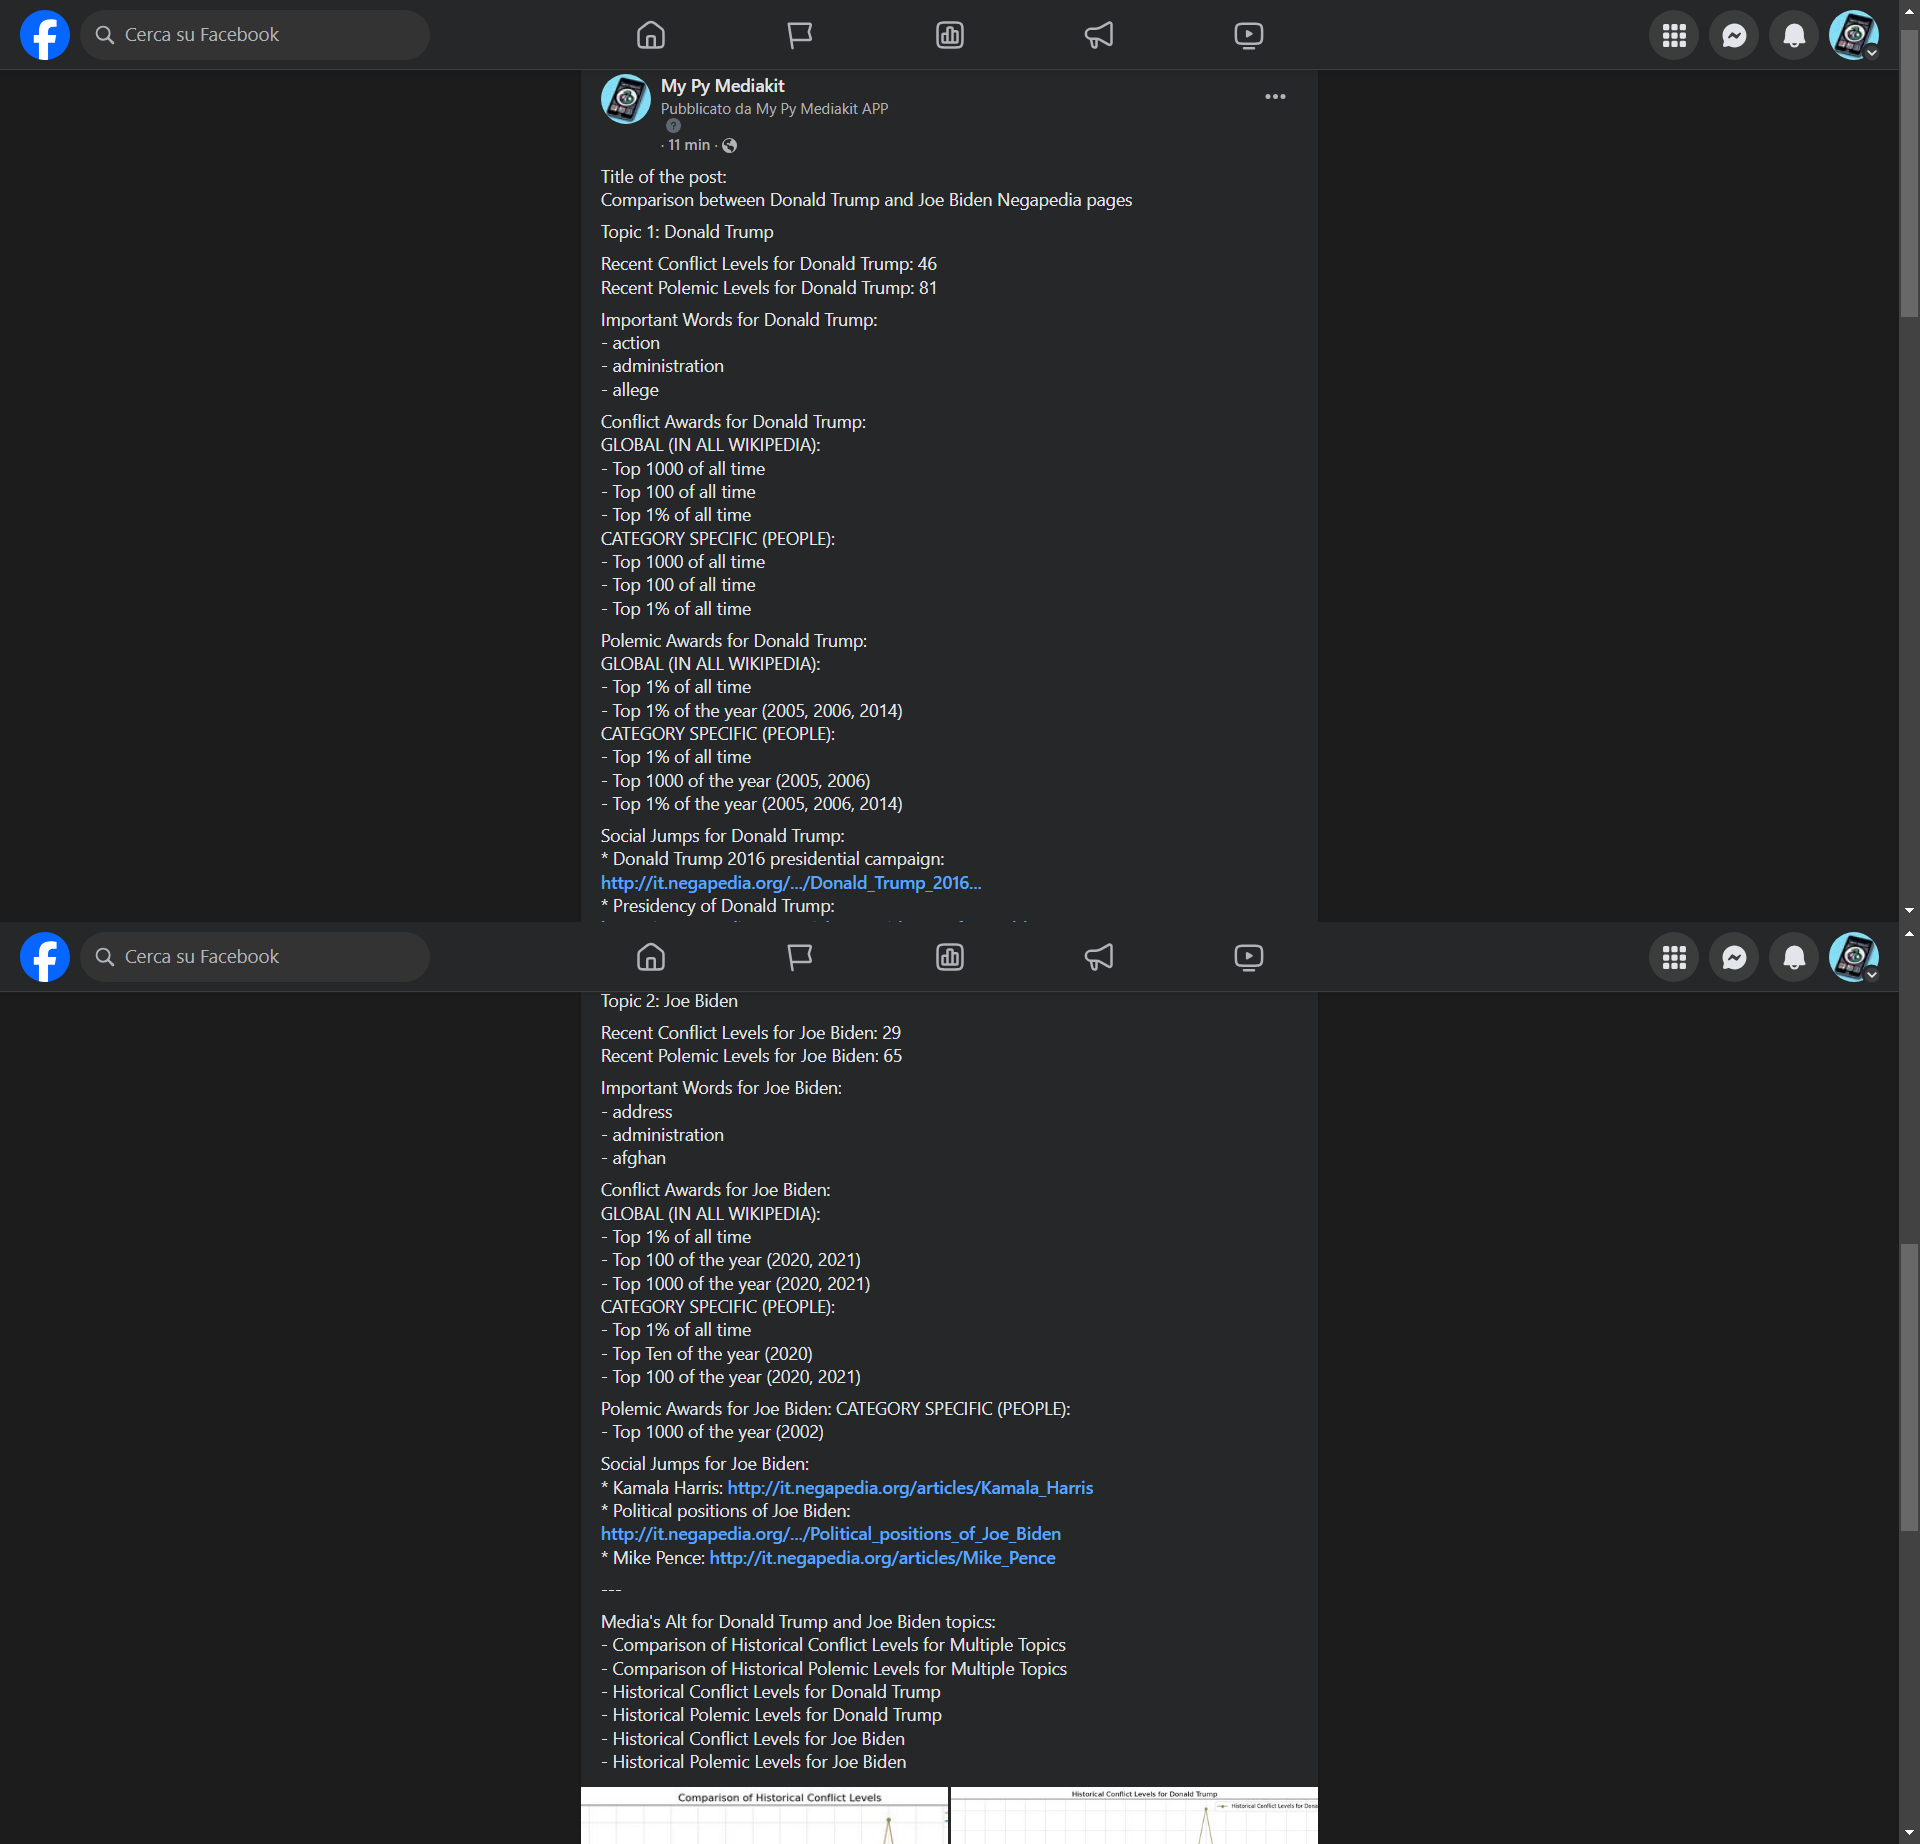 Cerca su Facebook
My Py Mediakit
Pubblicato da My Py Mediakit APP
?
· 11 min ·
Title of the post:
Comparison between Donald Trump and Joe Biden Negapedia pages
Topic 1: Donald Trump
Recent Conflict Levels for Donald Trump: 46
Recent Polemic Levels for Donald Trump: 81
Important Words for Donald Trump:
- action
- administration
- allege
Conflict Awards for Donald Trump:
GLOBAL (IN ALL WIKIPEDIA):
- Top 1000 of all time
- Top 100 of all time
- Top 1% of all time
CATEGORY SPECIFIC (PEOPLE):
- Top 1000 of all time
- Top 100 of all time
- Top 1% of all time
Polemic Awards for Donald Trump:
GLOBAL (IN ALL WIKIPEDIA):
- Top 1% of all time
- Top 1% of the year (2005, 2006, 2014)
CATEGORY SPECIFIC (PEOPLE):
- Top 1% of all time
- Top 1000 of the year (2005, 2006)
- Top 1% of the year (2005, 2006, 2014)
Social Jumps for Donald Trump:
* Donald Trump 2016 presidential campaign:
http://it.negapedia.org/.../Donald_Trump_2016...
* Presidency of Donald Trump:
Cerca su Facebook
Topic 2: Joe Biden
Recent Conflict Levels for Joe Biden: 29
Recent Polemic Levels for Joe Biden: 65
Important Words for Joe Biden:
- address
- administration
- afghan
Conflict Awards for Joe Biden:
GLOBAL (IN ALL WIKIPEDIA):
- Top 1% of all time
- Top 100 of the year (2020, 2021)
- Top 1000 of the year (2020, 2021)
CATEGORY SPECIFIC (PEOPLE):
- Top 1% of all time
- Top Ten of the year (2020)
- Top 100 of the year (2020, 2021)
Polemic Awards for Joe Biden: CATEGORY SPECIFIC (PEOPLE):
- Top 1000 of the year (2002)
Social Jumps for Joe Biden:
* Kamala Harris: http://it.negapedia.org/articles/Kamala_Harris
* Political positions of Joe Biden:
http://it.negapedia.org/.../Political_positions_of_Joe_Biden
* Mike Pence: http://it.negapedia.org/articles/Mike_Pence
---
Media's Alt for Donald Trump and Joe Biden topics:
- Comparison of Historical Conflict Levels for Multiple Topics
- Comparison of Historical Polemic Levels for Multiple Topics
- Historical Conflict Levels for Donald Trump
- Historical Polemic Levels for Donald Trump
- Historical Conflict Levels for Joe Biden
- Historical Polemic Levels for Joe Biden
Comparison of Historical Conflict Levels
Historical Conflict Levels for Donald Trump
Historical Conflict Levels for Dona